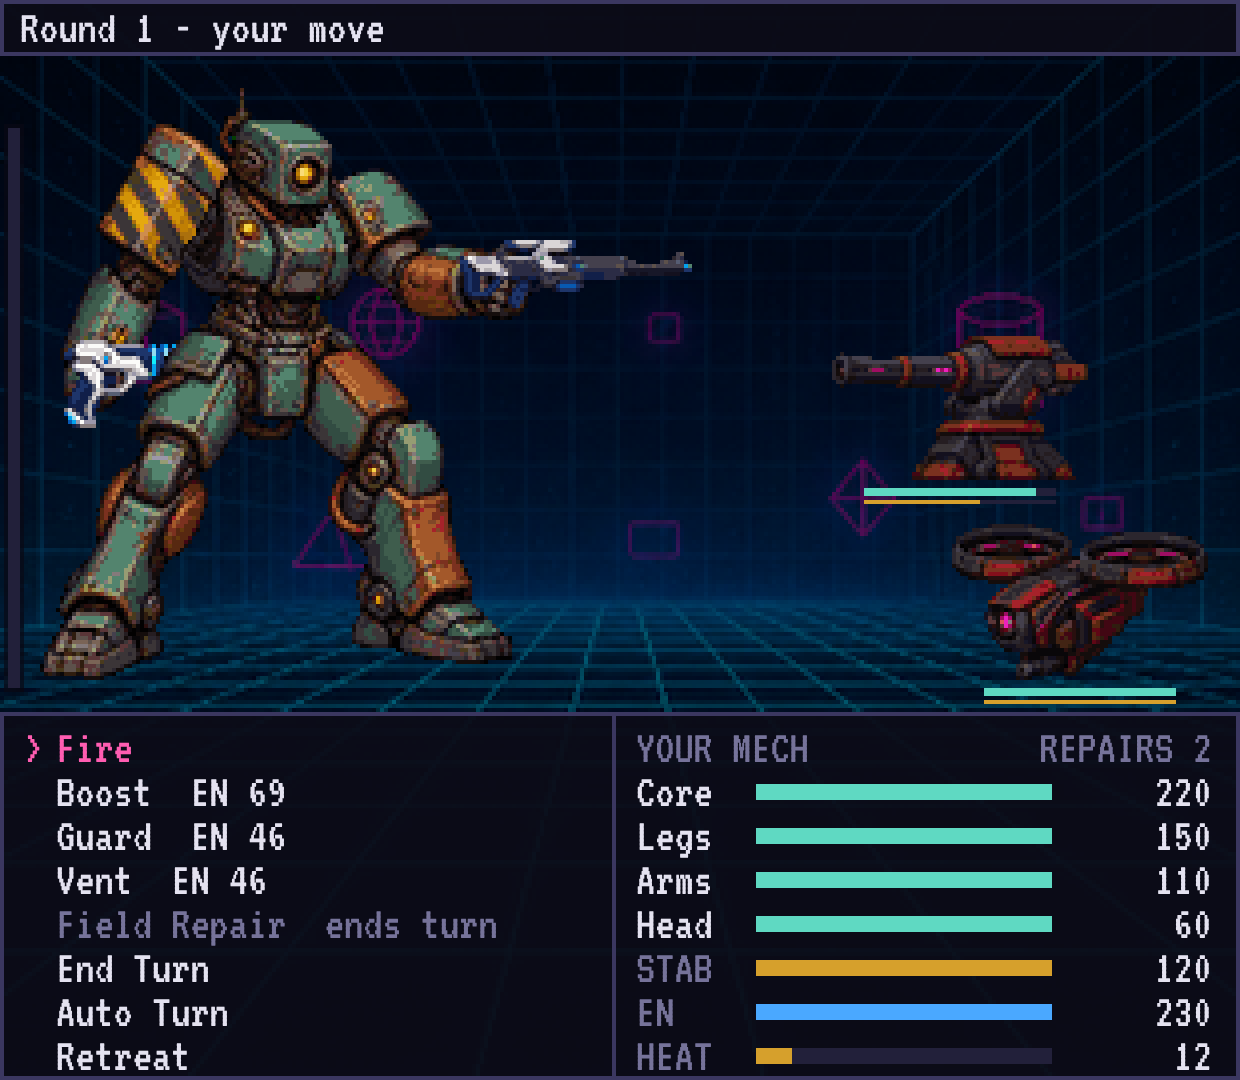 Round 1 - your move
> Fire
Boost EN 69
Guard EN 46
Vent EN 46
Field Repair ends turn
End Turn
Auto Turn
Retreat
YOUR MECH REPAIRS 2
Core 220
Legs 150
Arms 110
Head 60
STAB 120
EN 230
HEAT 12